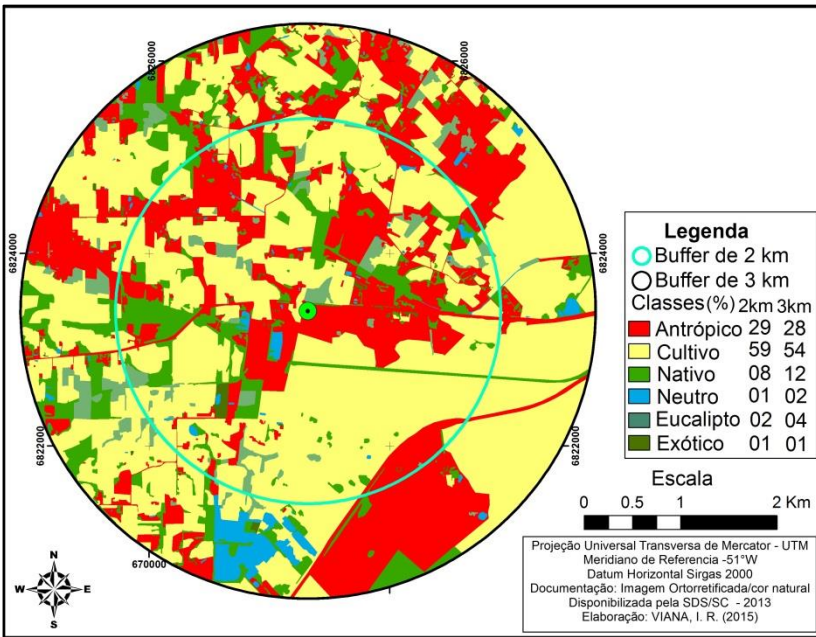 6826000
6826000
6824000
6824000
6822000
6822000
670000
N
W
E
S
Legenda
Buffer de 2 km
Buffer de 3 km
Classes(%) 2km 3km
Antrópico 29 28
Cultivo 59 54
Nativo 08 12
Neutro 01 02
Eucalipto 02 04
Exótico 01 01
Escala
0 0.5 1 2 Km
Projeção Universal Transversa de Mercator - UTM
Meridiano de Referencia -51°W
Datum Horizontal Sirgas 2000
Documentação: Imagem Ortorretificada/cor natural
Disponibilizada pela SDS/SC - 2013
Elaboração: VIANA, I. R. (2015)